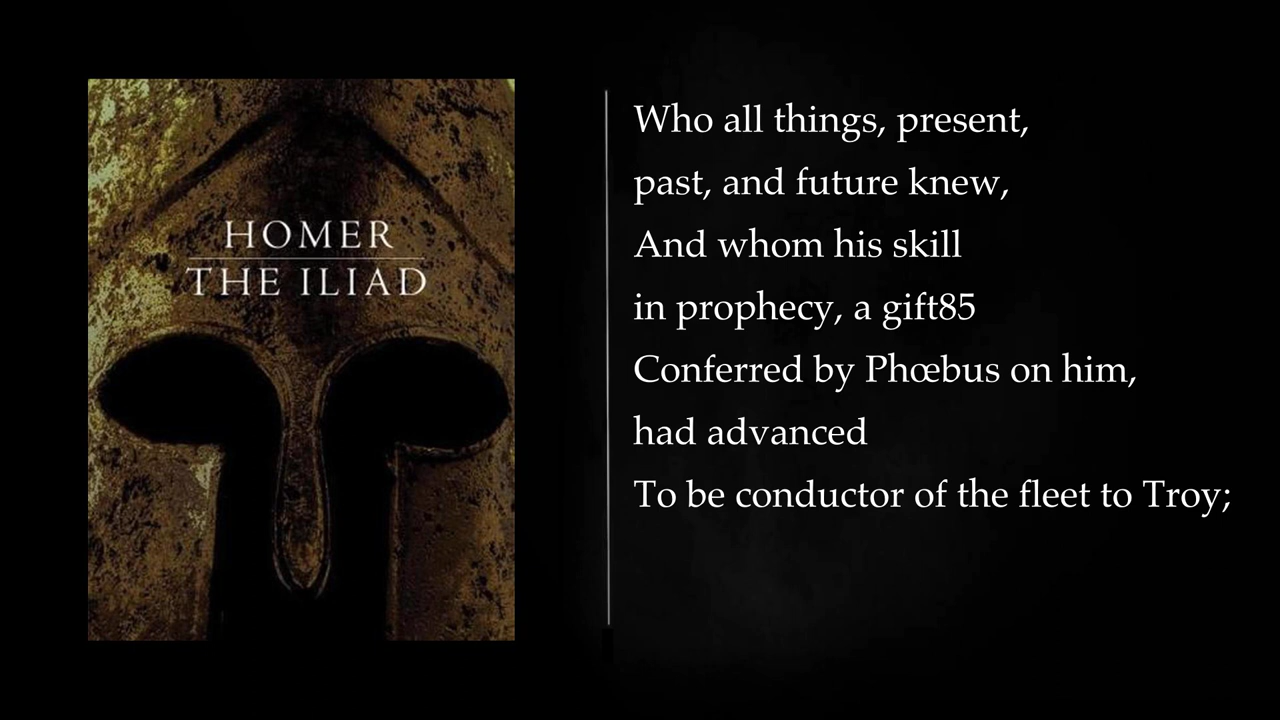 HOMER
THE ILIAD
Who all things, present,
past, and future knew,
And whom his skill
in prophecy, a gift85
Conferred by Phœbus on him,
had advanced
To be conductor of the fleet to Troy;